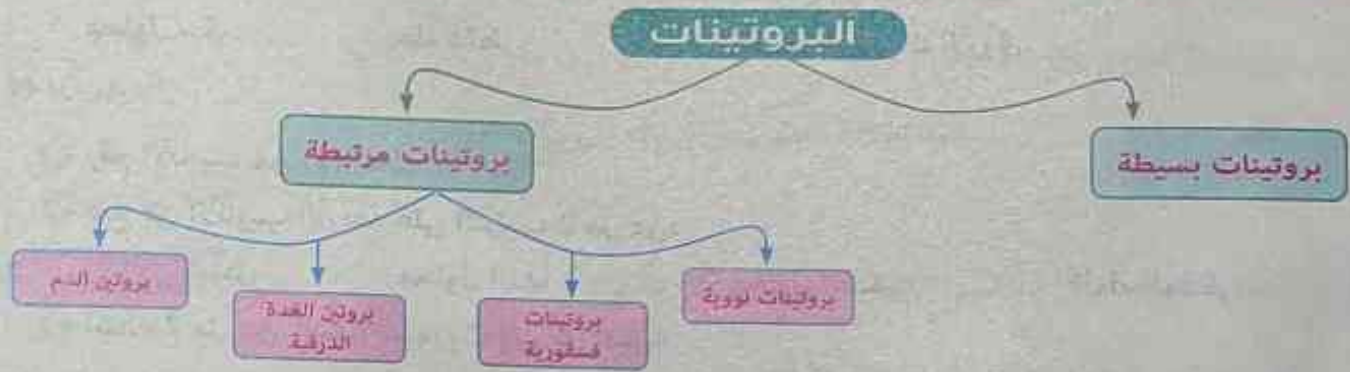 البروتينات
بروتينات بسيطة
بروتينات مرتبطة
بروتينات نووية
بروتينات
فسفورية
بروتين الغدة
الدرقية
بروتين الدم